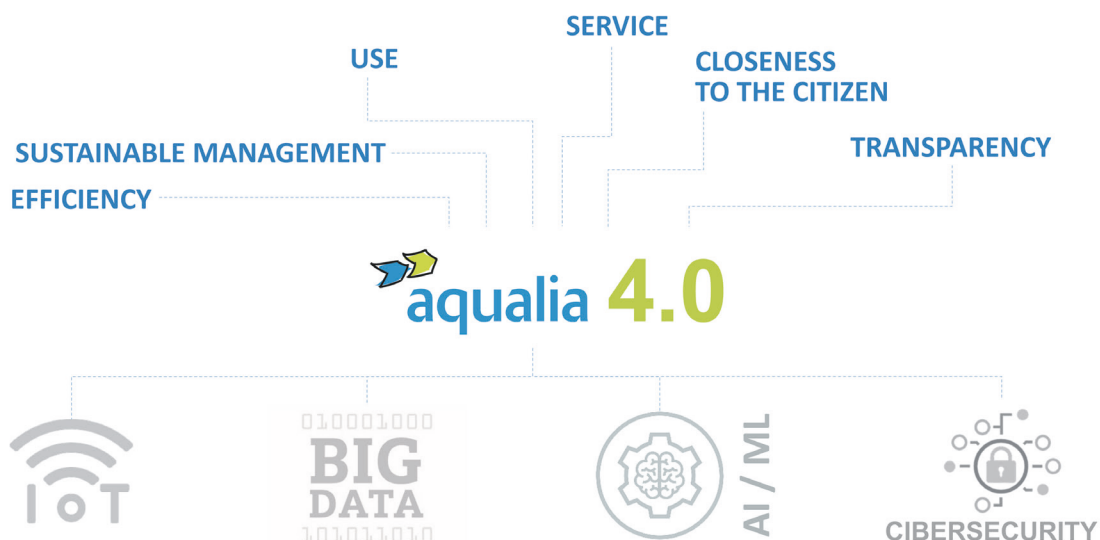 SERVICE
USE
CLOSENESS
TO THE CITIZEN
SUSTAINABLE MANAGEMENT
TRANSPARENCY
EFFICIENCY
aqualia 4.0
IoT
010001000
BIG
DATA
101011010
AI / ML
CIBERSECURITY